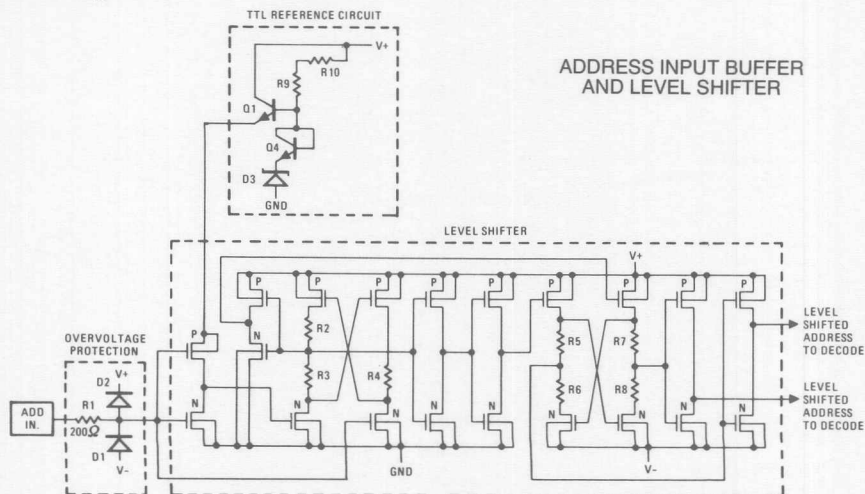 TTL REFERENCE CIRCUIT
V+
R10
R9
Q1
Q4
D3
GND
ADDRESS INPUT BUFFER
AND LEVEL SHIFTER
LEVEL SHIFTER
V+
P
P
P
P
P
P
P
P
P
R2
N
R3
R4
R5
R7
R6
R8
LEVEL
SHIFTED
ADDRESS
TO DECODE
LEVEL
SHIFTED
ADDRESS
TO DECODE
OVERVOLTAGE
PROTECTION
P
V+
D2
ADD
IN.
R1
200Ω
D1
V-
N
N
N
N
N
N
N
N
N
GND
V-